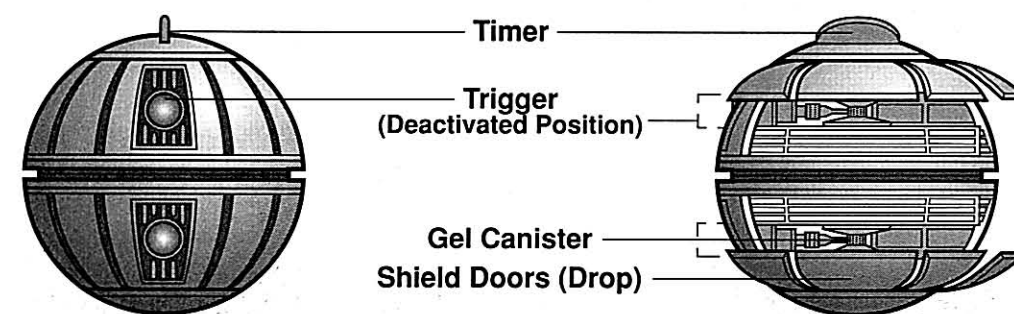 Timer
Trigger
(Deactivated Position)
Gel Canister
Shield Doors (Drop)